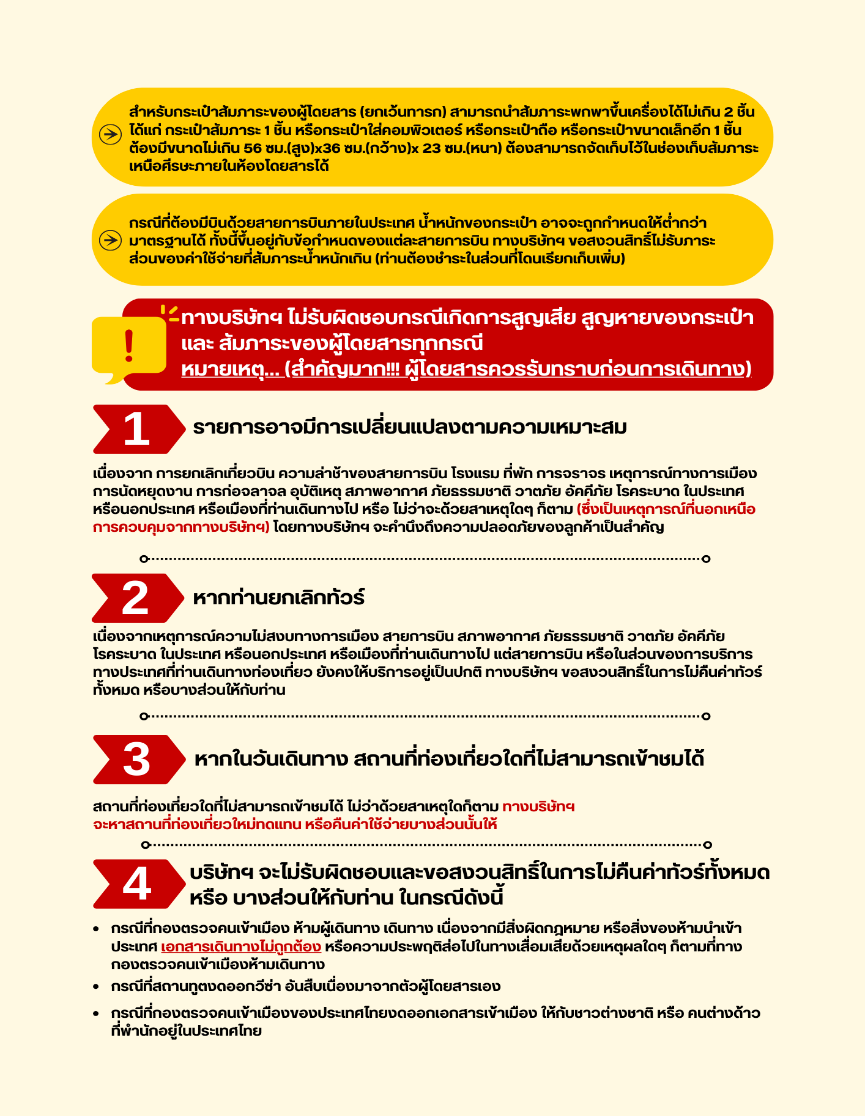 สำหรับกระเป๋าสัมภาระของผู้โดยสาร (ยกเว้นทารก) สามารถนำสัมภาระพกพาขึ้นเครื่องได้ไม่เกิน 2 ชิ้น
ได้แก่ กระเป๋าสัมภาระ 1 ชิ้น หรือกระเป๋าใส่คอมพิวเตอร์ หรือกระเป๋าถือ หรือกระเป๋าขนาดเล็กอีก 1 ชิ้น
ต้องมีขนาดไม่เกิน 56 ซม.(สูง)x36 ซม.(กว้าง)x 23 ซม.(หนา) ต้องสามารถจัดเก็บไว้ในช่องเก็บสัมภาระ
เหนือศีรษะภายในห้องโดยสารได้
กรณีที่ต้องมีบินด้วยสายการบินภายในประเทศ น้ำหนักของกระเป๋า อาจจะถูกกำหนดให้ต่ำกว่า
มาตรฐานได้ ทั้งนี้ขึ้นอยู่กับข้อกำหนดของแต่ละสายการบิน ทางบริษัทฯ ขอสงวนสิทธิ์ไม่รับภาระ
ส่วนของค่าใช้จ่ายที่สัมภาระน้ำหนักเกิน (ท่านต้องชำระในส่วนที่โดนเรียกเก็บเพิ่ม)
!
ทางบริษัทฯ ไม่รับผิดชอบกรณีเกิดการสูญเสีย สูญหายของกระเป๋า
และ สัมภาระของผู้โดยสารทุกกรณี
หมายเหตุ... (สำคัญมาก!!! ผู้โดยสารควรรับทราบก่อนการเดินทาง)
1 รายการอาจมีการเปลี่ยนแปลงตามความเหมาะสม
เนื่องจาก การยกเลิกเที่ยวบิน ความล่าช้าของสายการบิน โรงแรม ที่พัก การจราจร เหตุการณ์ทางการเมือง
การนัดหยุดงาน การก่อจลาจล อุบัติเหตุ สภาพอากาศ ภัยธรรมชาติ วาตภัย อัคคีภัย โรคระบาด ในประเทศ
หรือนอกประเทศ หรือเมืองที่ท่านเดินทางไป หรือ ไม่ว่าจะด้วยสาเหตุใดๆ ก็ตาม (ซึ่งเป็นเหตุการณ์ที่นอกเหนือ
การควบคุมจากทางบริษัทฯ) โดยทางบริษัทฯ จะคำนึงถึงความปลอดภัยของลูกค้าเป็นสำคัญ
2 หากท่านยกเลิกทัวร์
เนื่องจากเหตุการณ์ความไม่สงบทางการเมือง สายการบิน สภาพอากาศ ภัยธรรมชาติ วาตภัย อัคคีภัย
โรคระบาด ในประเทศ หรือนอกประเทศ หรือเมืองที่ท่านเดินทางไป แต่สายการบิน หรือในส่วนของการบริการ
ทางประเทศที่ท่านเดินทางท่องเที่ยว ยังคงให้บริการอยู่เป็นปกติ ทางบริษัทฯ ขอสงวนสิทธิ์ในการไม่คืนค่าทัวร์
ทั้งหมด หรือบางส่วนให้กับท่าน
3 หากในวันเดินทาง สถานที่ท่องเที่ยวใดที่ไม่สามารถเข้าชมได้
สถานที่ท่องเที่ยวใดที่ไม่สามารถเข้าชมได้ ไม่ว่าด้วยสาเหตุใดก็ตาม ทางบริษัทฯ
จะหาสถานที่ท่องเที่ยวใหม่ทดแทน หรือคืนค่าใช้จ่ายบางส่วนนั้นให้
4 บริษัทฯ จะไม่รับผิดชอบและขอสงวนสิทธิ์ในการไม่คืนค่าทัวร์ทั้งหมด
หรือ บางส่วนให้กับท่าน ในกรณีดังนี้
• กรณีที่กองตรวจคนเข้าเมือง ห้ามผู้เดินทาง เดินทาง เนื่องจากมีสิ่งผิดกฎหมาย หรือสิ่งของห้ามนำเข้า
ประเทศ เอกสารเดินทางไม่ถูกต้อง หรือความประพฤติส่อไปในทางเสื่อมเสียด้วยเหตุผลใดๆ ก็ตามที่ทาง
กองตรวจคนเข้าเมืองห้ามเดินทาง
• กรณีที่สถานทูตงดออกวีซ่า อันสืบเนื่องมาจากตัวผู้โดยสารเอง
• กรณีที่กองตรวจคนเข้าเมืองของประเทศไทยงดออกเอกสารเข้าเมือง ให้กับชาวต่างชาติ หรือ คนต่างด้าว
ที่พำนักอยู่ในประเทศไทย